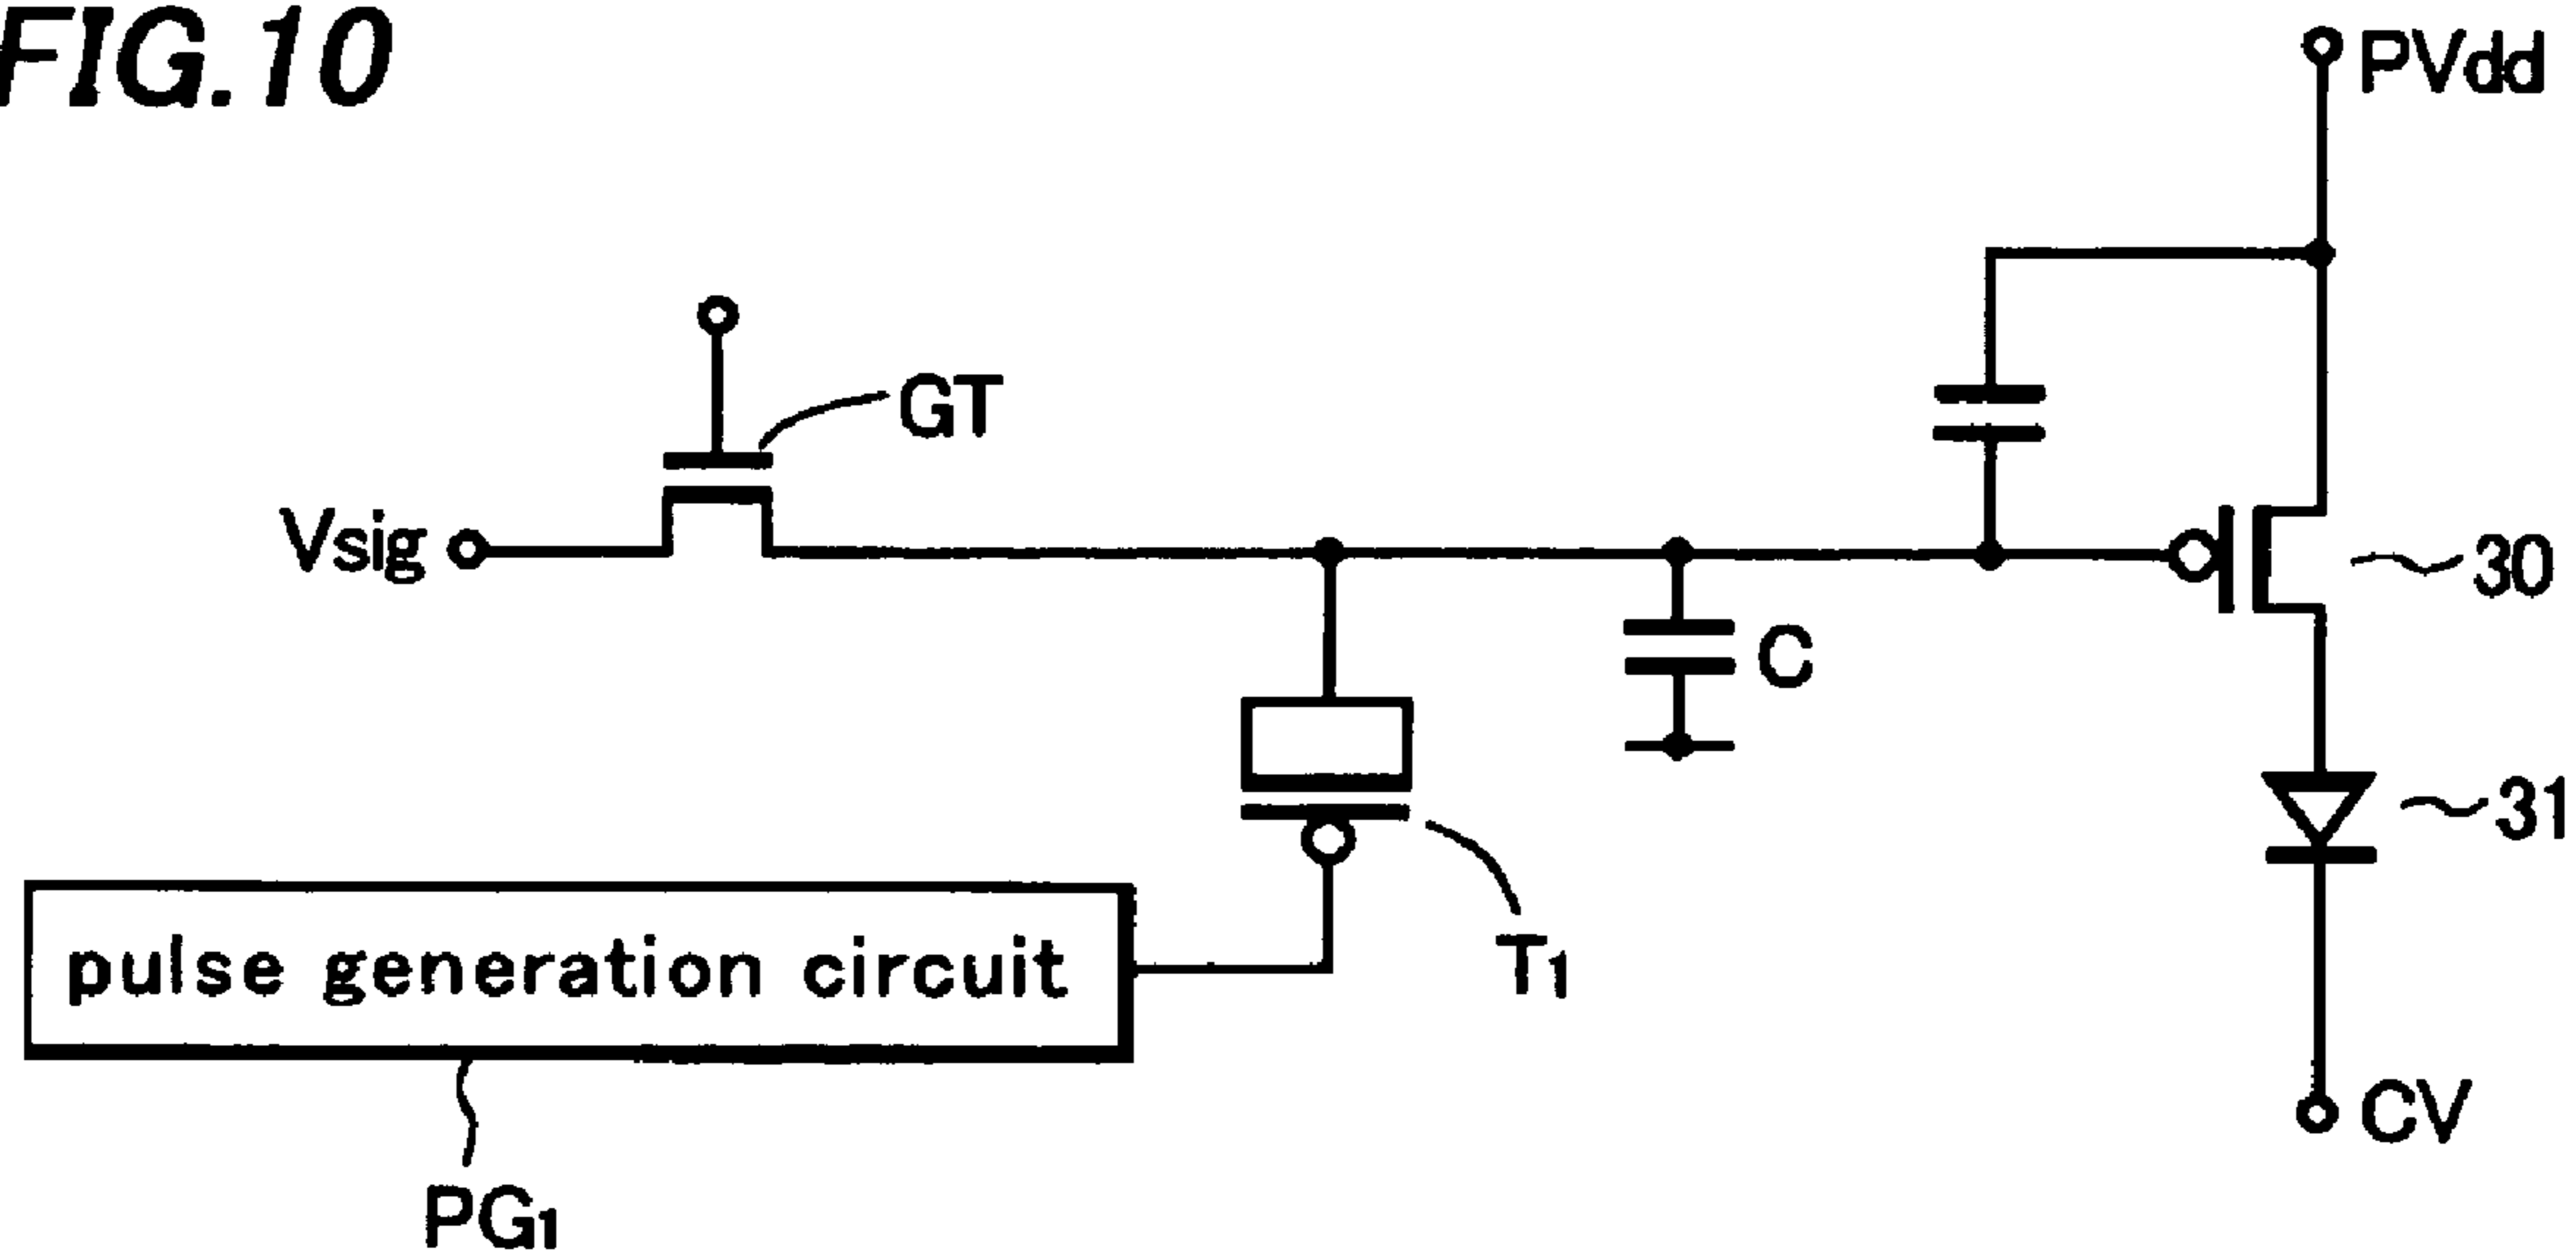 FIG.10
PVdd
GT
Vsig
30
C
31
T1
pulse generation circuit
CV
PG1